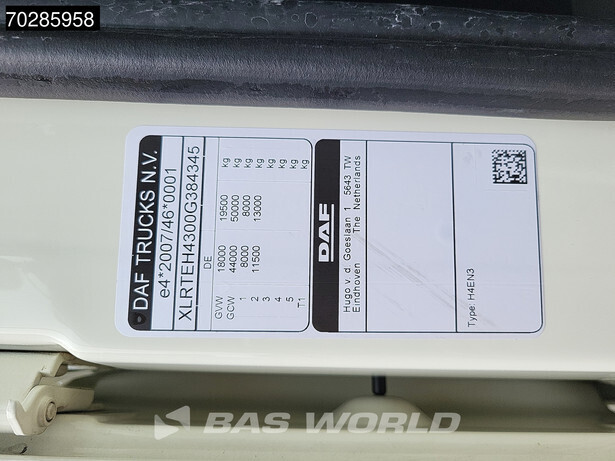 70285958
DAF TRUCKS N.V.
e4*2007/46*0001
XLRTEH4300G384345
DE
GVW 18000 19500 kg
GCW 44000 50000 kg
1 8000 8000 kg
2 11500 13000 kg
3 kg
4 kg
5 kg
T1 kg
DAF
Hugo v. d. Goeslaan 1 5643 TW
Eindhoven The Netherlands
Type: H4EN3
BAS WORLD